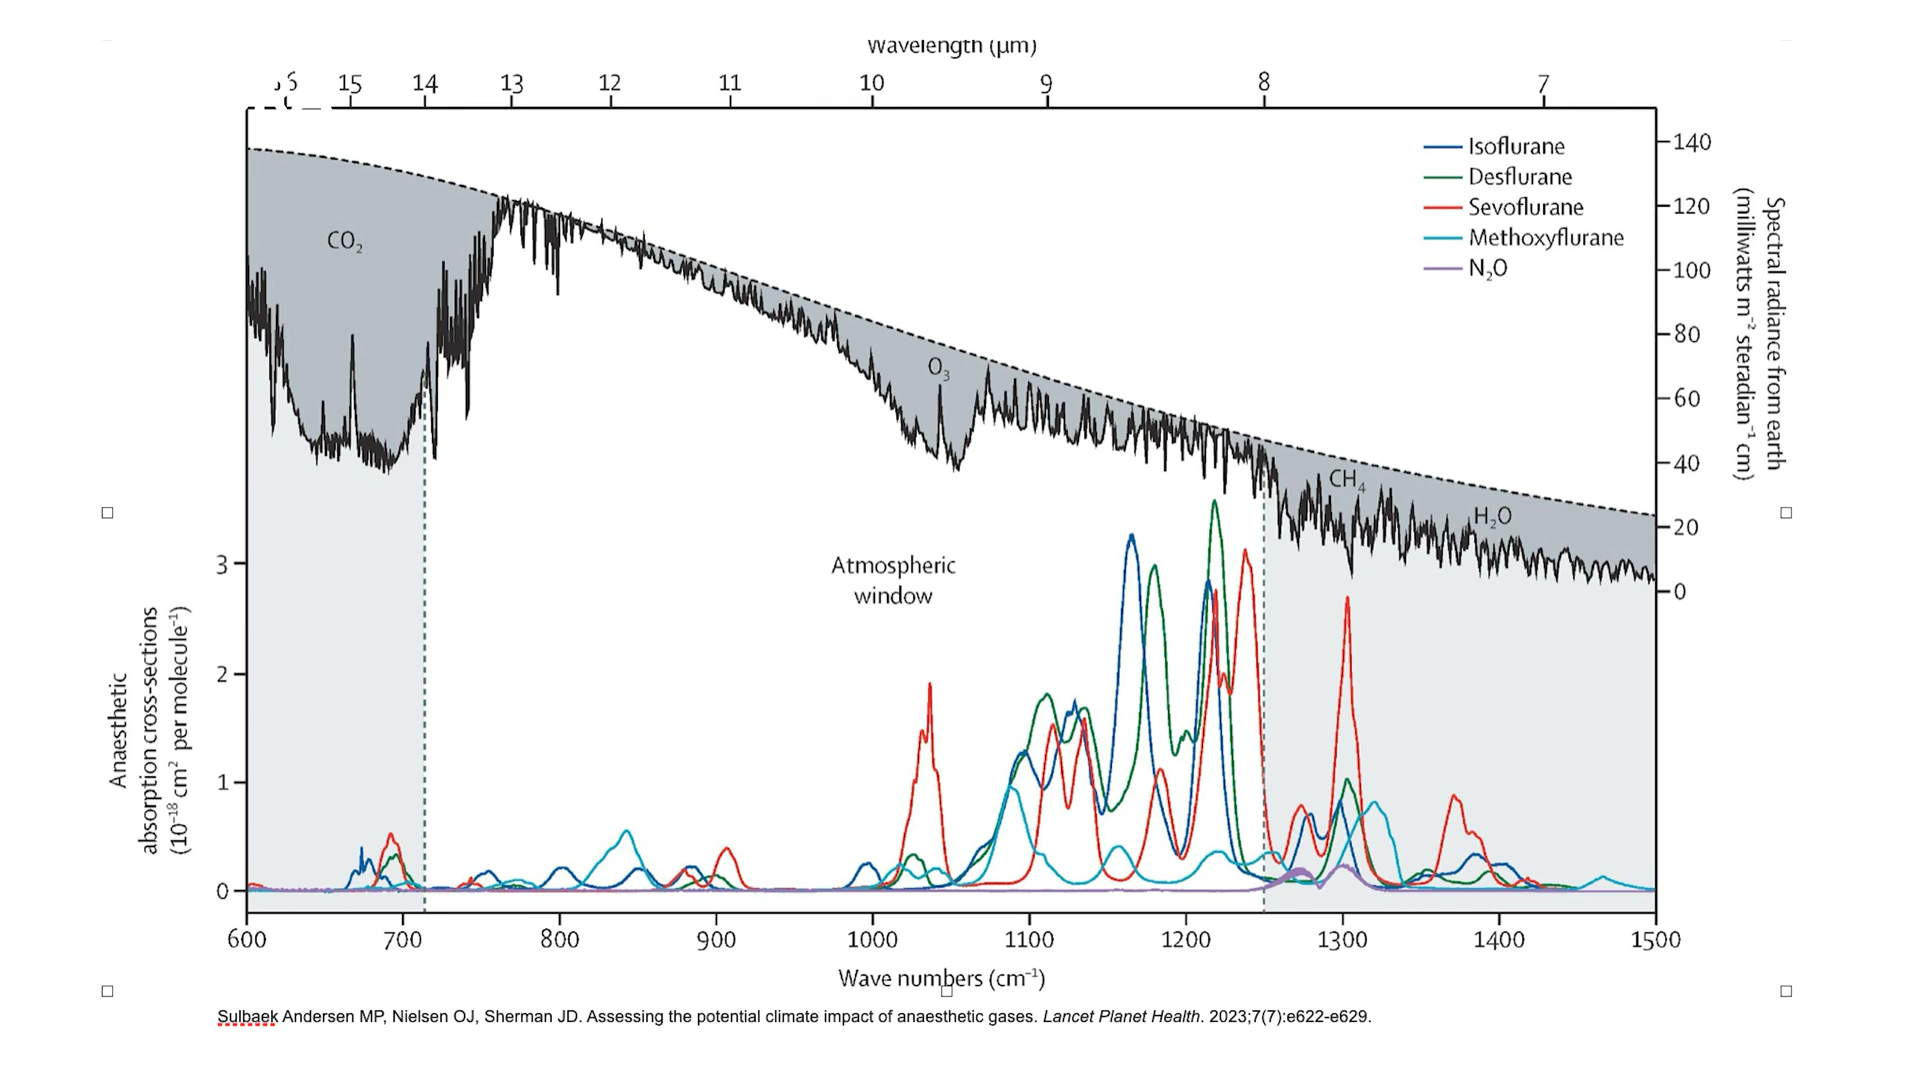 Wavelength (μm)
15 14 13 12 11 10 9 8 7
Isoflurane
Desflurane
Sevoflurane
Methoxyflurane
N₂O
140
120
100
80
60
40
20
0
Spectral radiance from earth
(milliwatts m⁻² steradian⁻¹ cm)
CO₂
O₃
CH₄
H₂O
Atmospheric
window
3
2
1
0
Anaesthetic
absorption cross-sections
(10⁻¹⁸ cm² per molecule⁻¹)
600 700 800 900 1000 1100 1200 1300 1400 1500
Wave numbers (cm⁻¹)
Sulbaek Andersen MP, Nielsen OJ, Sherman JD. Assessing the potential climate impact of anaesthetic gases. Lancet Planet Health. 2023;7(7):e622-e629.